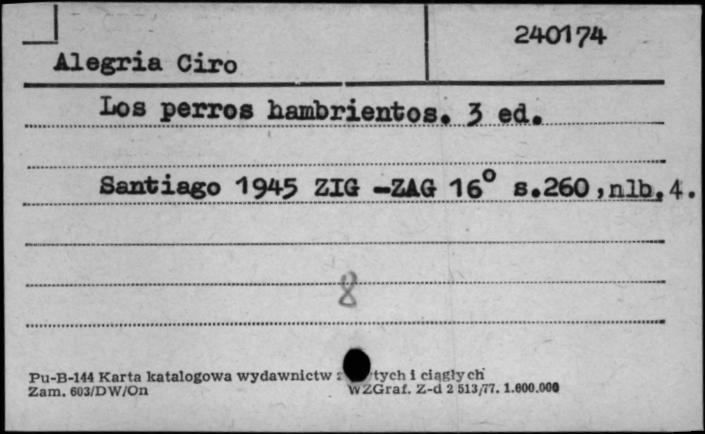 240174
Alegria Ciro
Los perros hambrientos. 3 ed.
Santiago 1945 ZIG -ZAG 16° s.260,nlb.4.
8
Pu-B-144 Karta katalogowa wydawnictw i ciągłych
Zam. 603/DW/On WZGraf. Z-d 2 513/77. 1.600.000